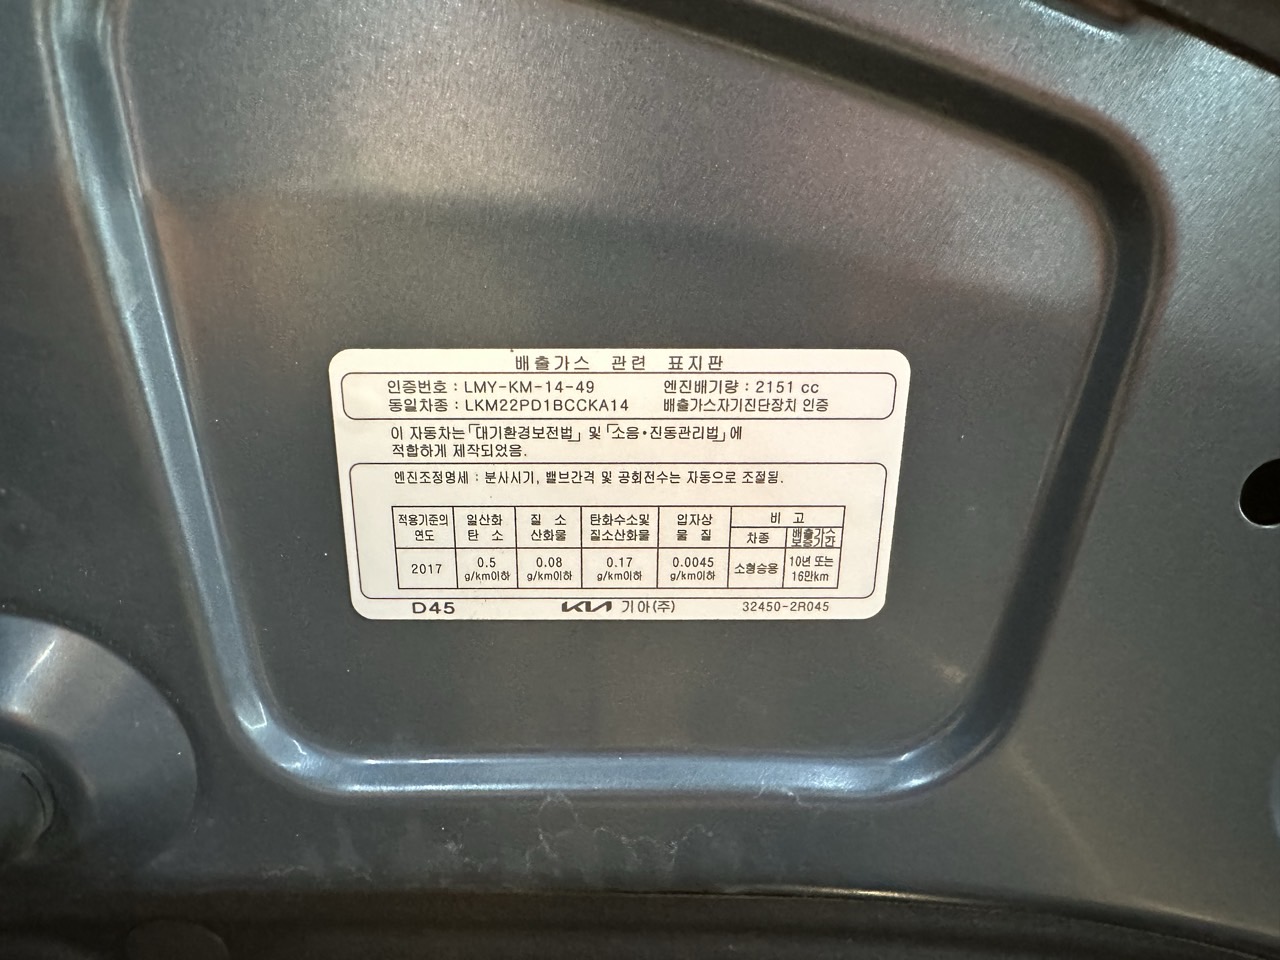 배출가스 관련 표지판
인증번호 : LMY-KM-14-49 엔진배기량 : 2151 cc
동일차종 : LKM22PD1BCCKA14 배출가스자기진단장치 인증
이 자동차는「대기환경보전법」 및 「소음·진동관리법」에
적합하게 제작되었음.
엔진조정명세 : 분사시기, 밸브간격 및 공회전수는 자동으로 조절됨.
적용기준의 연도 일산화 탄소 질소 산화물 탄화수소및 질소산화물 입자상 물질 비고
차종 배출가스 보증기간
2017 0.5 g/km이하 0.08 g/km이하 0.17 g/km이하 0.0045 g/km이하 소형승용 10년 또는 16만km
D45 KIA 기아(주) 32450-2R045